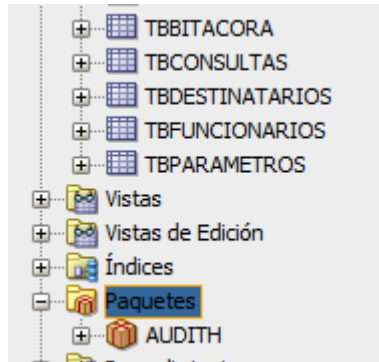 TBBITACORA
TBCONSULTAS
TBDESTINATARIOS
TBFUNCIONARIOS
TBPARAMETROS
Vistas
Vistas de Edición
Índices
Paquetes
AUDITH